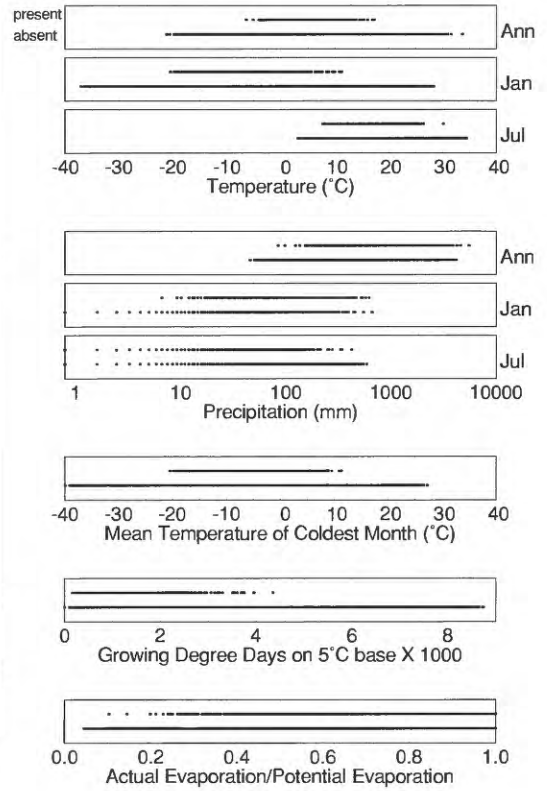 present
absent
Ann
Jan
Jul
-40 -30 -20 -10 0 10 20 30 40
Temperature (˚C)
Ann
Jan
Jul
1 10 100 1000 10000
Precipitation (mm)
-40 -30 -20 -10 0 10 20 30 40
Mean Temperature of Coldest Month (˚C)
0 2 4 6 8
Growing Degree Days on 5˚C base X 1000
0.0 0.2 0.4 0.6 0.8 1.0
Actual Evaporation/Potential Evaporation